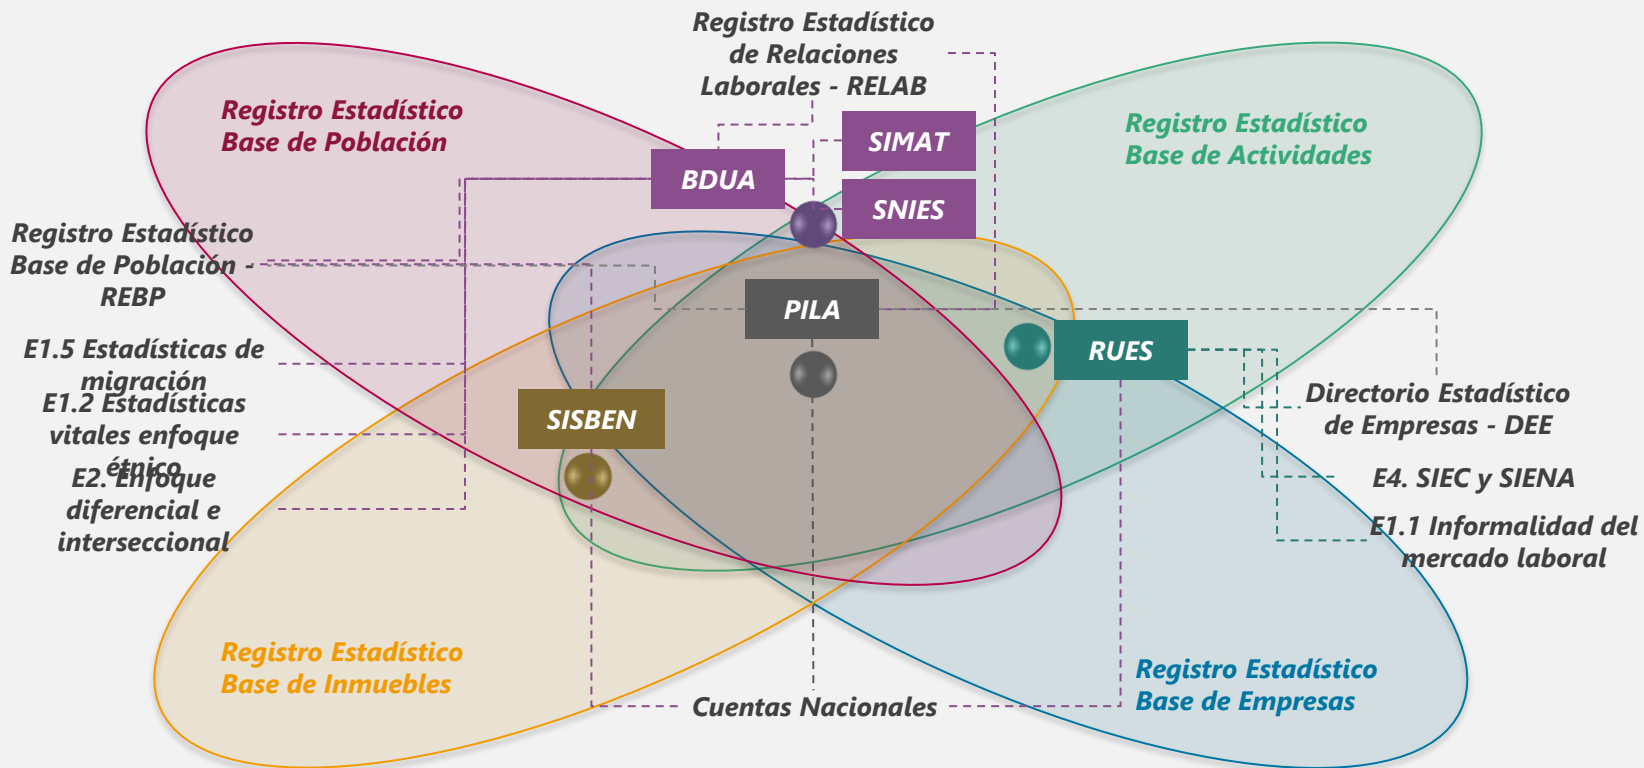 Registro Estadístico
de Relaciones
Laborales - RELAB
Registro Estadístico
Base de Población
Registro Estadístico
Base de Actividades
SIMAT
BDUA
SNIES
Registro Estadístico
Base de Población -
REBP
PILA
RUES
E1.5 Estadísticas de
migración
E1.2 Estadísticas
vitales enfoque
étnico
SISBEN
Directorio Estadístico
de Empresas - DEE
E2. Enfoque
diferencial e
interseccional
E4. SIEC y SIENA
E1.1 Informalidad del
mercado laboral
Registro Estadístico
Base de Inmuebles
Registro Estadístico
Base de Empresas
Cuentas Nacionales